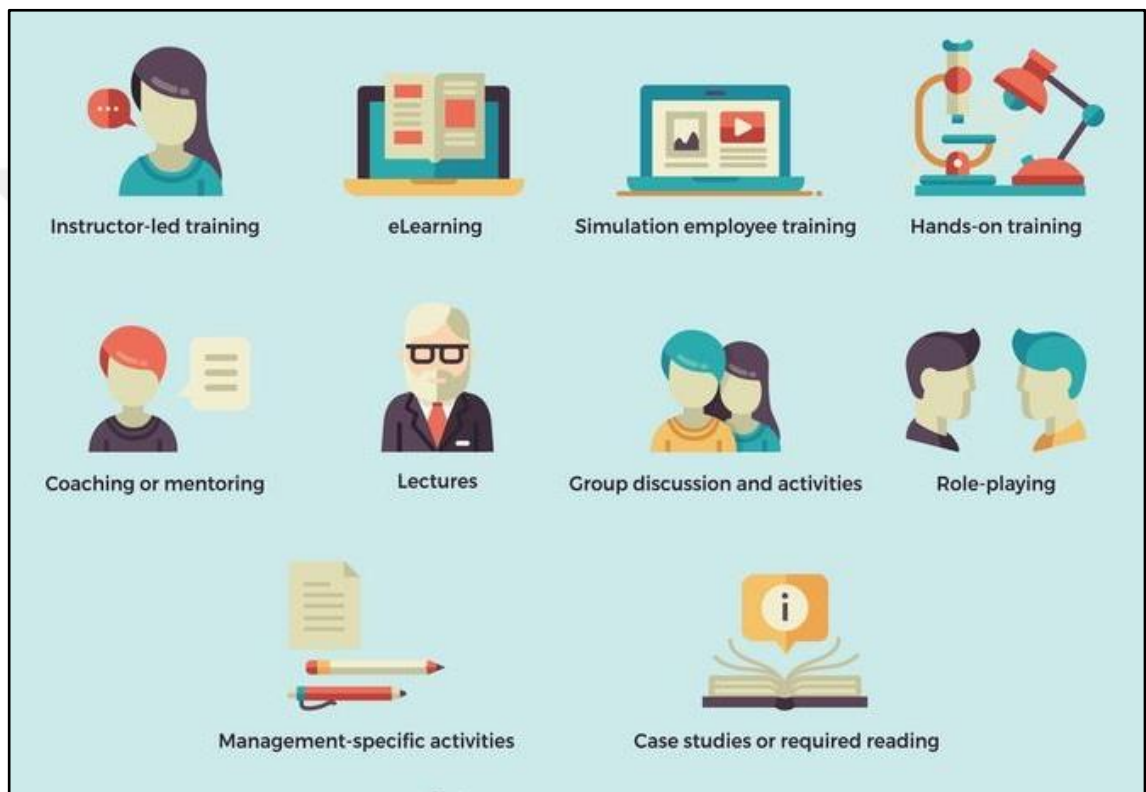 Instructor-led training
eLearning
Simulation employee training
Hands-on training
Coaching or mentoring
Lectures
Group discussion and activities
Role-playing
Management-specific activities
Case studies or required reading